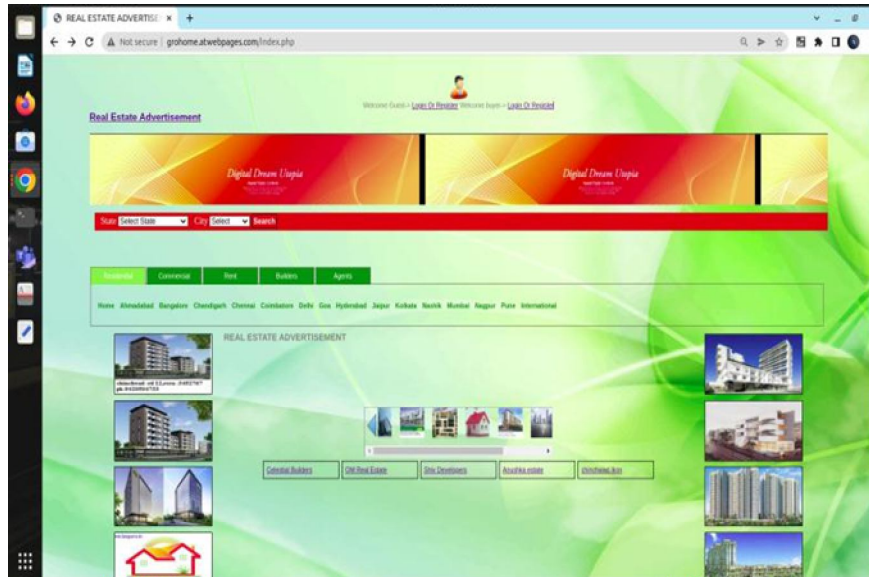 REAL ESTATE ADVERTISE
Not secure | grohome.atwebpages.com/index.php
Welcome Guest-> Login Or Register Welcome buyer-> Login Or Register
Real Estate Advertisement
Digital Dream Utopia
Digital Dream Utopia
State Select State City Select Search
Residential Commercial Rent Builders Agents
Home Ahmadabad Bangalore Chandigarh Chennai Coimbatore Delhi Goa Hyderabad Jaipur Kolkata Nashik Mumbai Nagpur Pune International
REAL ESTATE ADVERTISEMENT
Celestial Builders OM Real Estate Shiv Developers Anushka estate